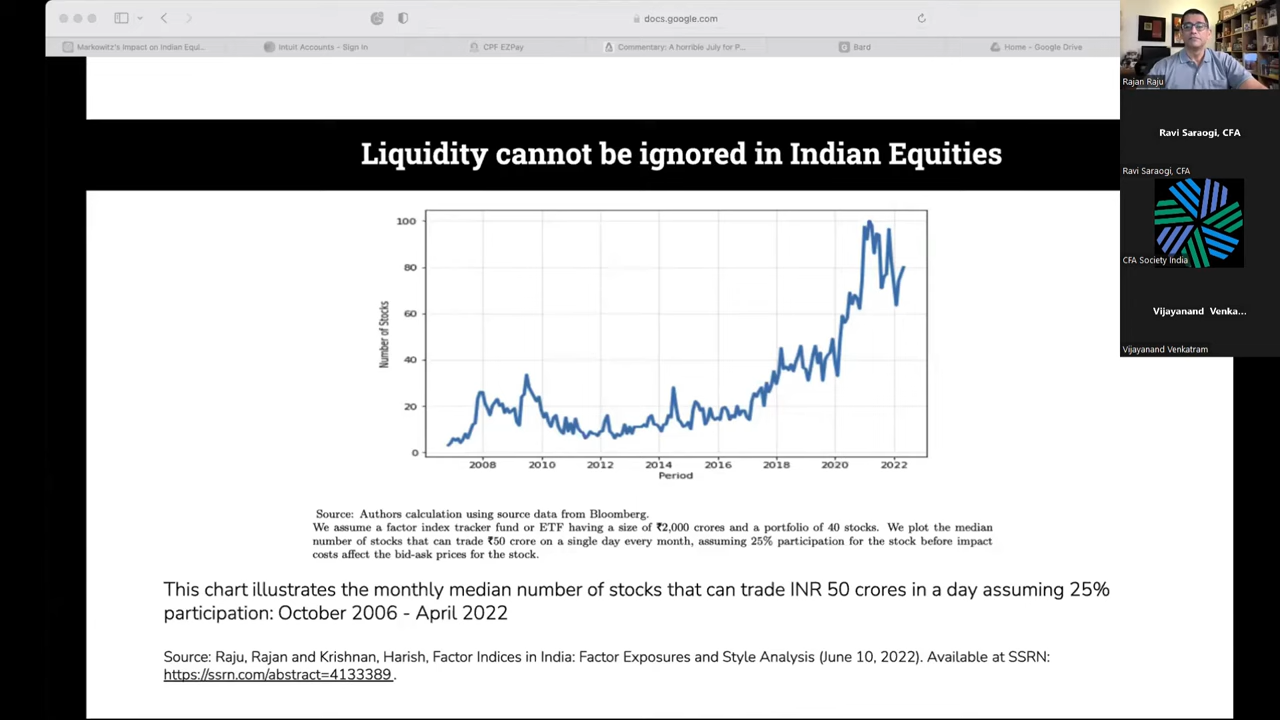 docs.google.com
Markowitz's Impact on Indian Equi...
Intuit Accounts - Sign In
CPF EZPay
Commentary: A horrible July for P...
Bard
Home - Google Drive
Liquidity cannot be ignored in Indian Equities
100
80
60
40
20
0
Number of Stocks
2008 2010 2012 2014 2016 2018 2020 2022
Period
Source: Authors calculation using source data from Bloomberg.
We assume a factor index tracker fund or ETF having a size of ₹2,000 crores and a portfolio of 40 stocks. We plot the median
number of stocks that can trade ₹50 crore on a single day every month, assuming 25% participation for the stock before impact
costs affect the bid-ask prices for the stock.
This chart illustrates the monthly median number of stocks that can trade INR 50 crores in a day assuming 25%
participation: October 2006 - April 2022
Source: Raju, Rajan and Krishnan, Harish, Factor Indices in India: Factor Exposures and Style Analysis (June 10, 2022). Available at SSRN:
https://ssrn.com/abstract=4133389 .
Rajan Raju
Ravi Saraogi, CFA
Ravi Saraogi, CFA
CFA Society India
Vijayanand Venka...
Vijayanand Venkatram